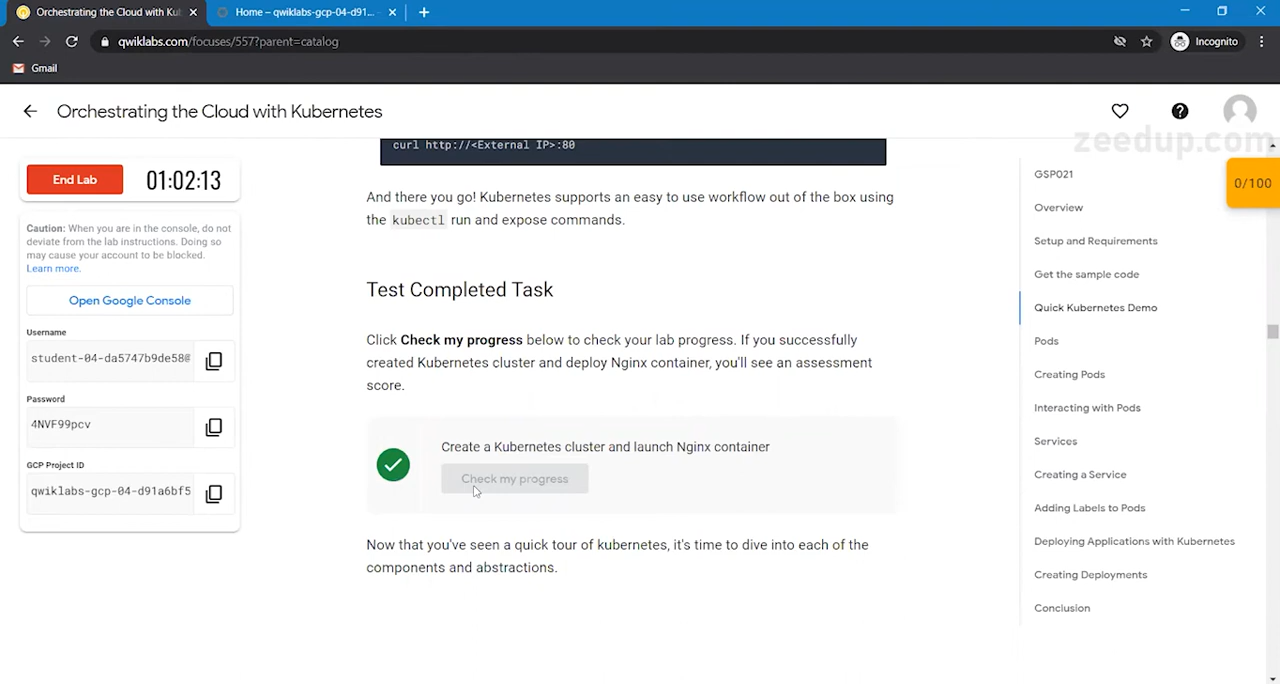 Orchestrating the Cloud with Kut
Home – qwiklabs-gcp-04-d91...
qwiklabs.com/focuses/557?parent=catalog
Incognito
Gmail
Orchestrating the Cloud with Kubernetes
zeedup.com
End Lab
01:02:13
Caution: When you are in the console, do not
deviate from the lab instructions. Doing so
may cause your account to be blocked.
Learn more.
Open Google Console
Username
student-04-da5747b9de58@
Password
4NVF99pcv
GCP Project ID
qwiklabs-gcp-04-d91a6bf5
curl http://<External IP>:80
And there you go! Kubernetes supports an easy to use workflow out of the box using
the kubectl run and expose commands.
Test Completed Task
Click Check my progress below to check your lab progress. If you successfully
created Kubernetes cluster and deploy Nginx container, you'll see an assessment
score.
Create a Kubernetes cluster and launch Nginx container
Check my progress
Now that you've seen a quick tour of kubernetes, it's time to dive into each of the
components and abstractions.
GSP021
0/100
Overview
Setup and Requirements
Get the sample code
Quick Kubernetes Demo
Pods
Creating Pods
Interacting with Pods
Services
Creating a Service
Adding Labels to Pods
Deploying Applications with Kubernetes
Creating Deployments
Conclusion